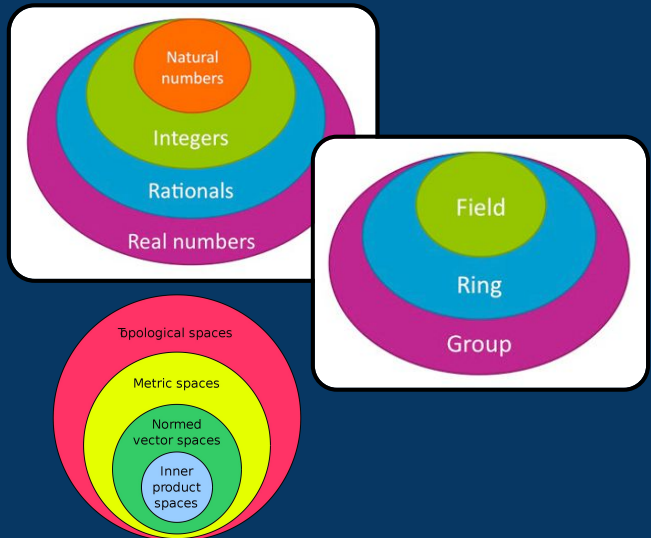 Natural
numbers
Integers
Rationals
Real numbers
Field
Ring
Group
Topological spaces
Metric spaces
Normed
vector spaces
Inner
product
spaces